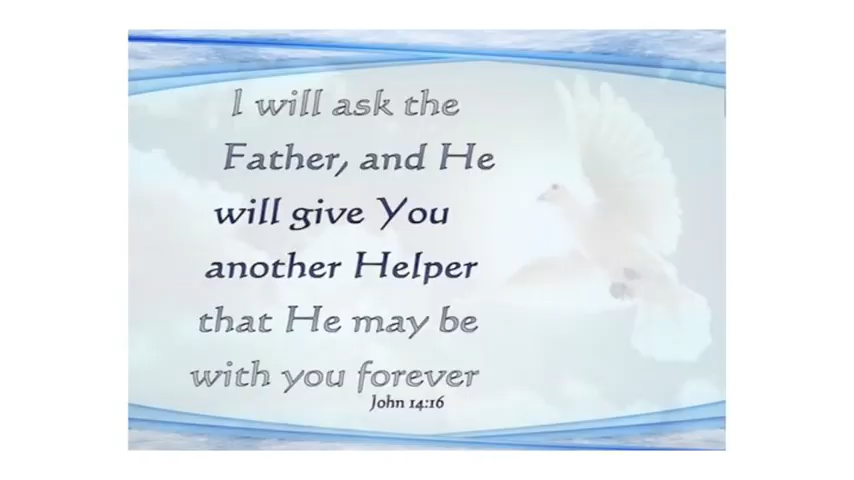 I will ask the
Father, and He
will give You
another Helper
that He may be
with you forever
John 14:16